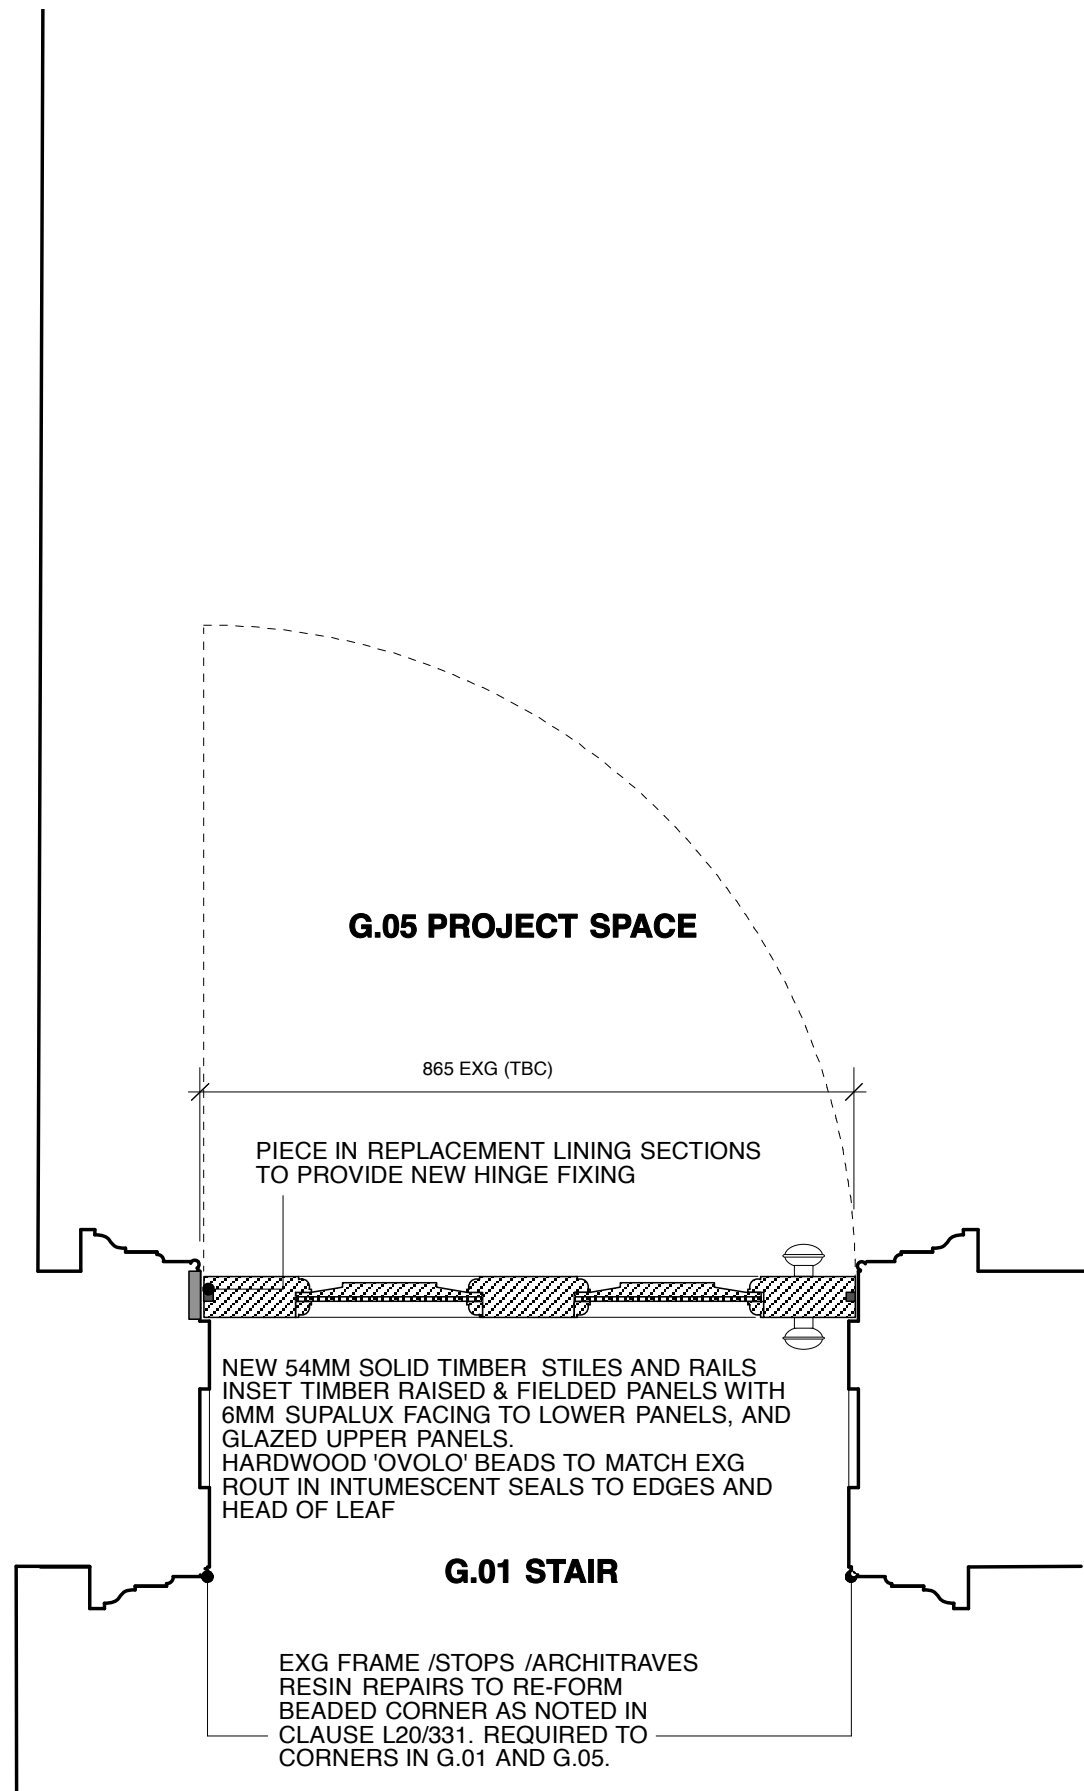 G.05 PROJECT SPACE
865 EXG (TBC)
PIECE IN REPLACEMENT LINING SECTIONS
TO PROVIDE NEW HINGE FIXING
NEW 54MM SOLID TIMBER STILES AND RAILS
INSET TIMBER RAISED & FIELDED PANELS WITH
6MM SUPALUX FACING TO LOWER PANELS, AND
GLAZED UPPER PANELS.
HARDWOOD 'OVOLO' BEADS TO MATCH EXG
ROUT IN INTUMESCENT SEALS TO EDGES AND
HEAD OF LEAF
G.01 STAIR
EXG FRAME /STOPS /ARCHITRAVES
RESIN REPAIRS TO RE-FORM
BEADED CORNER AS NOTED IN
CLAUSE L20/331. REQUIRED TO
CORNERS IN G.01 AND G.05.